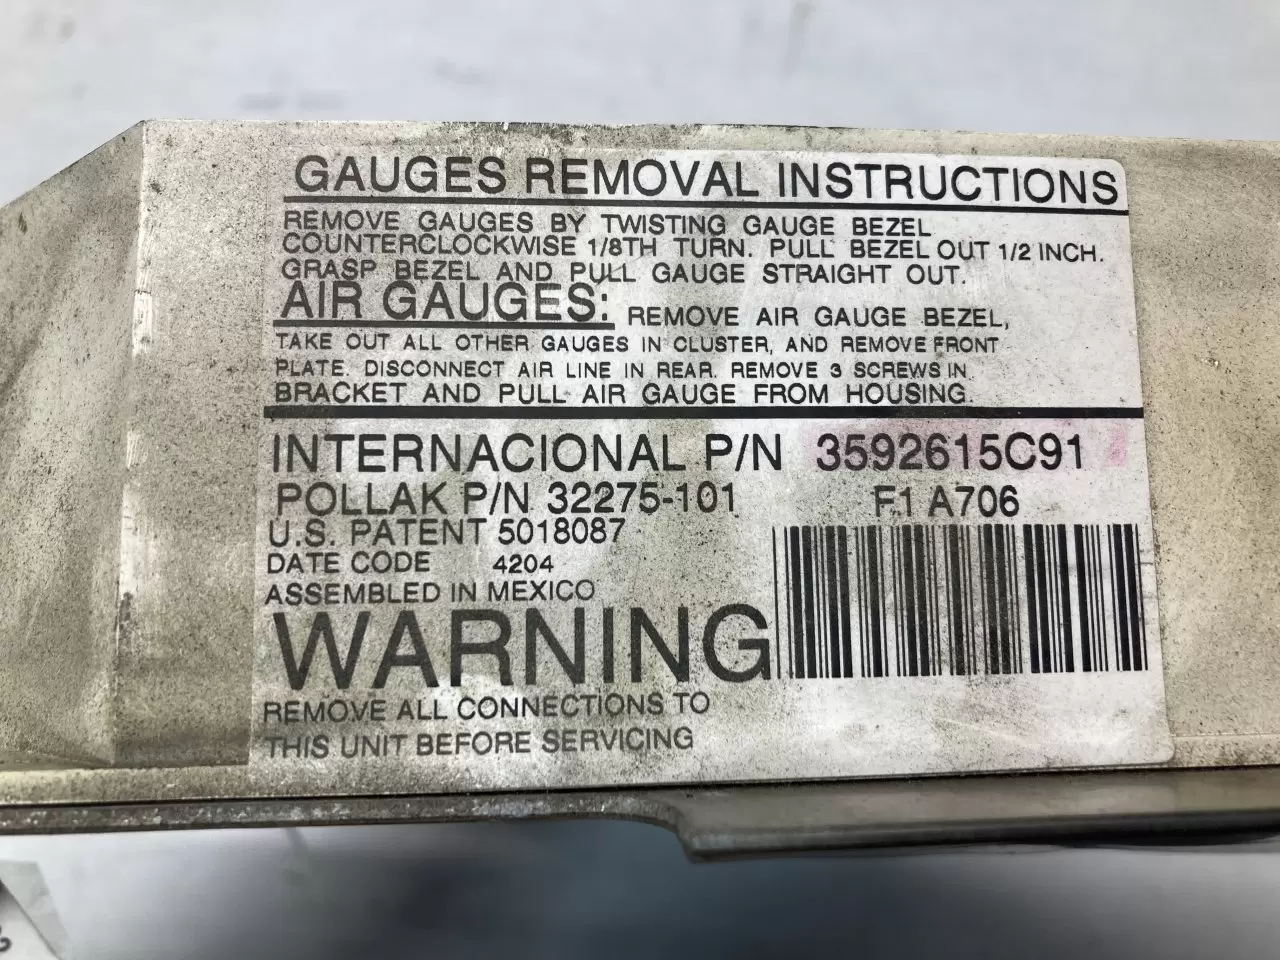 GAUGES REMOVAL INSTRUCTIONS
REMOVE GAUGES BY TWISTING GAUGE BEZEL
COUNTERCLOCKWISE 1/8TH TURN. PULL BEZEL OUT 1/2 INCH.
GRASP BEZEL AND PULL GAUGE STRAIGHT OUT.
AIR GAUGES: REMOVE AIR GAUGE BEZEL,
TAKE OUT ALL OTHER GAUGES IN CLUSTER, AND REMOVE FRONT
PLATE. DISCONNECT AIR LINE IN REAR. REMOVE 3 SCREWS IN
BRACKET AND PULL AIR GAUGE FROM HOUSING.
INTERNACIONAL P/N 3592615C91
POLLAK P/N 32275-101 F1 A706
U.S. PATENT 5018087
DATE CODE 4204
ASSEMBLED IN MEXICO
WARNING
REMOVE ALL CONNECTIONS TO
THIS UNIT BEFORE SERVICING